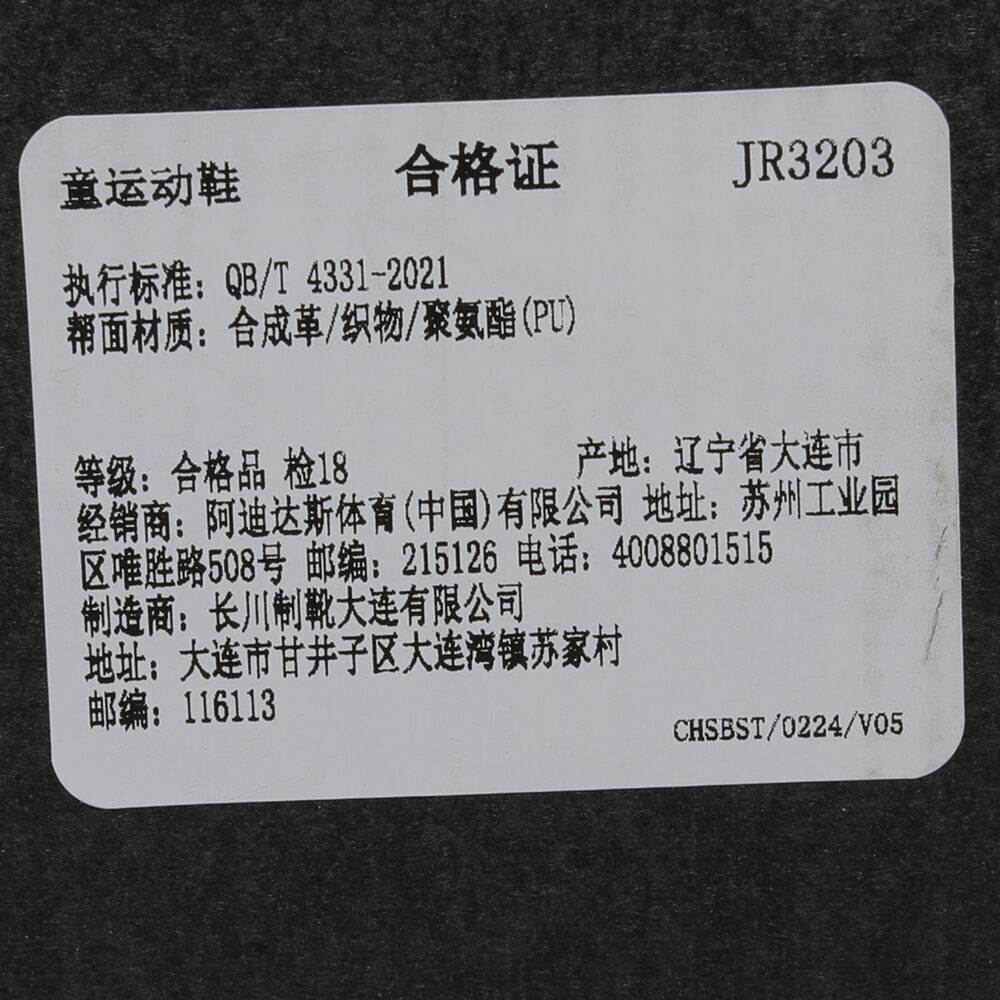 童运动鞋 合格证 JR3203
执行标准：QB/T 4331-2021
帮面材质：合成革/织物/聚氨酯(PU)
等级：合格品 检18 产地：辽宁省大连市
经销商：阿迪达斯体育(中国)有限公司 地址：苏州工业园
区唯胜路508号 邮编：215126 电话：4008801515
制造商：长川制靴大连有限公司
地址：大连市甘井子区大连湾镇苏家村
邮编：116113
CHSBST/0224/V05